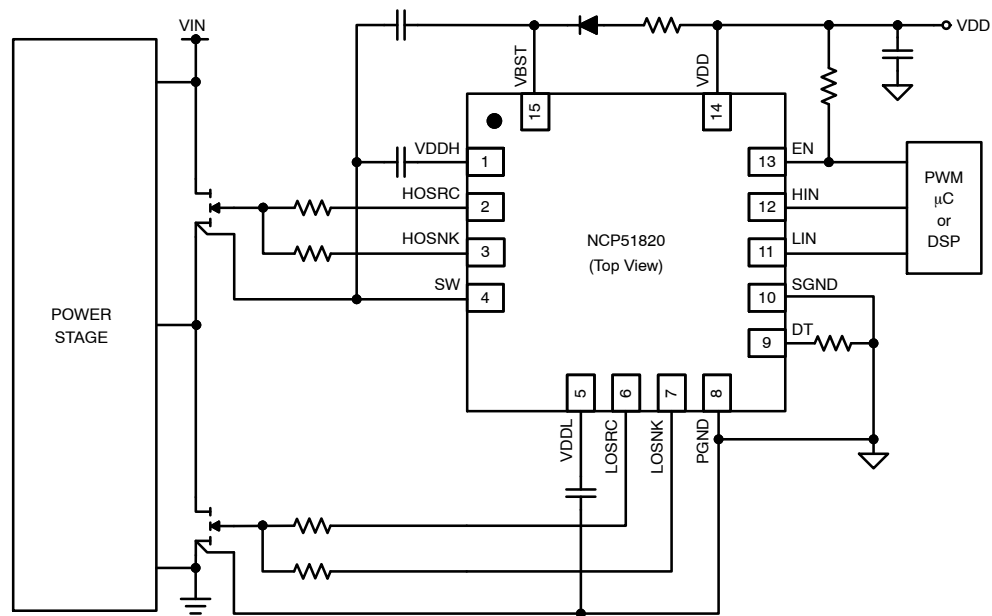 VIN
VDD
VBST
VDD
15
14
VDDH
1
EN
13
HOSRC
2
HIN
12
HOSNK
3
LIN
11
SW
4
SGND
10
DT
9
NCP51820
(Top View)
PWM
μC
or
DSP
POWER
STAGE
5
6
7
8
VDDL
LOSRC
LOSNK
PGND